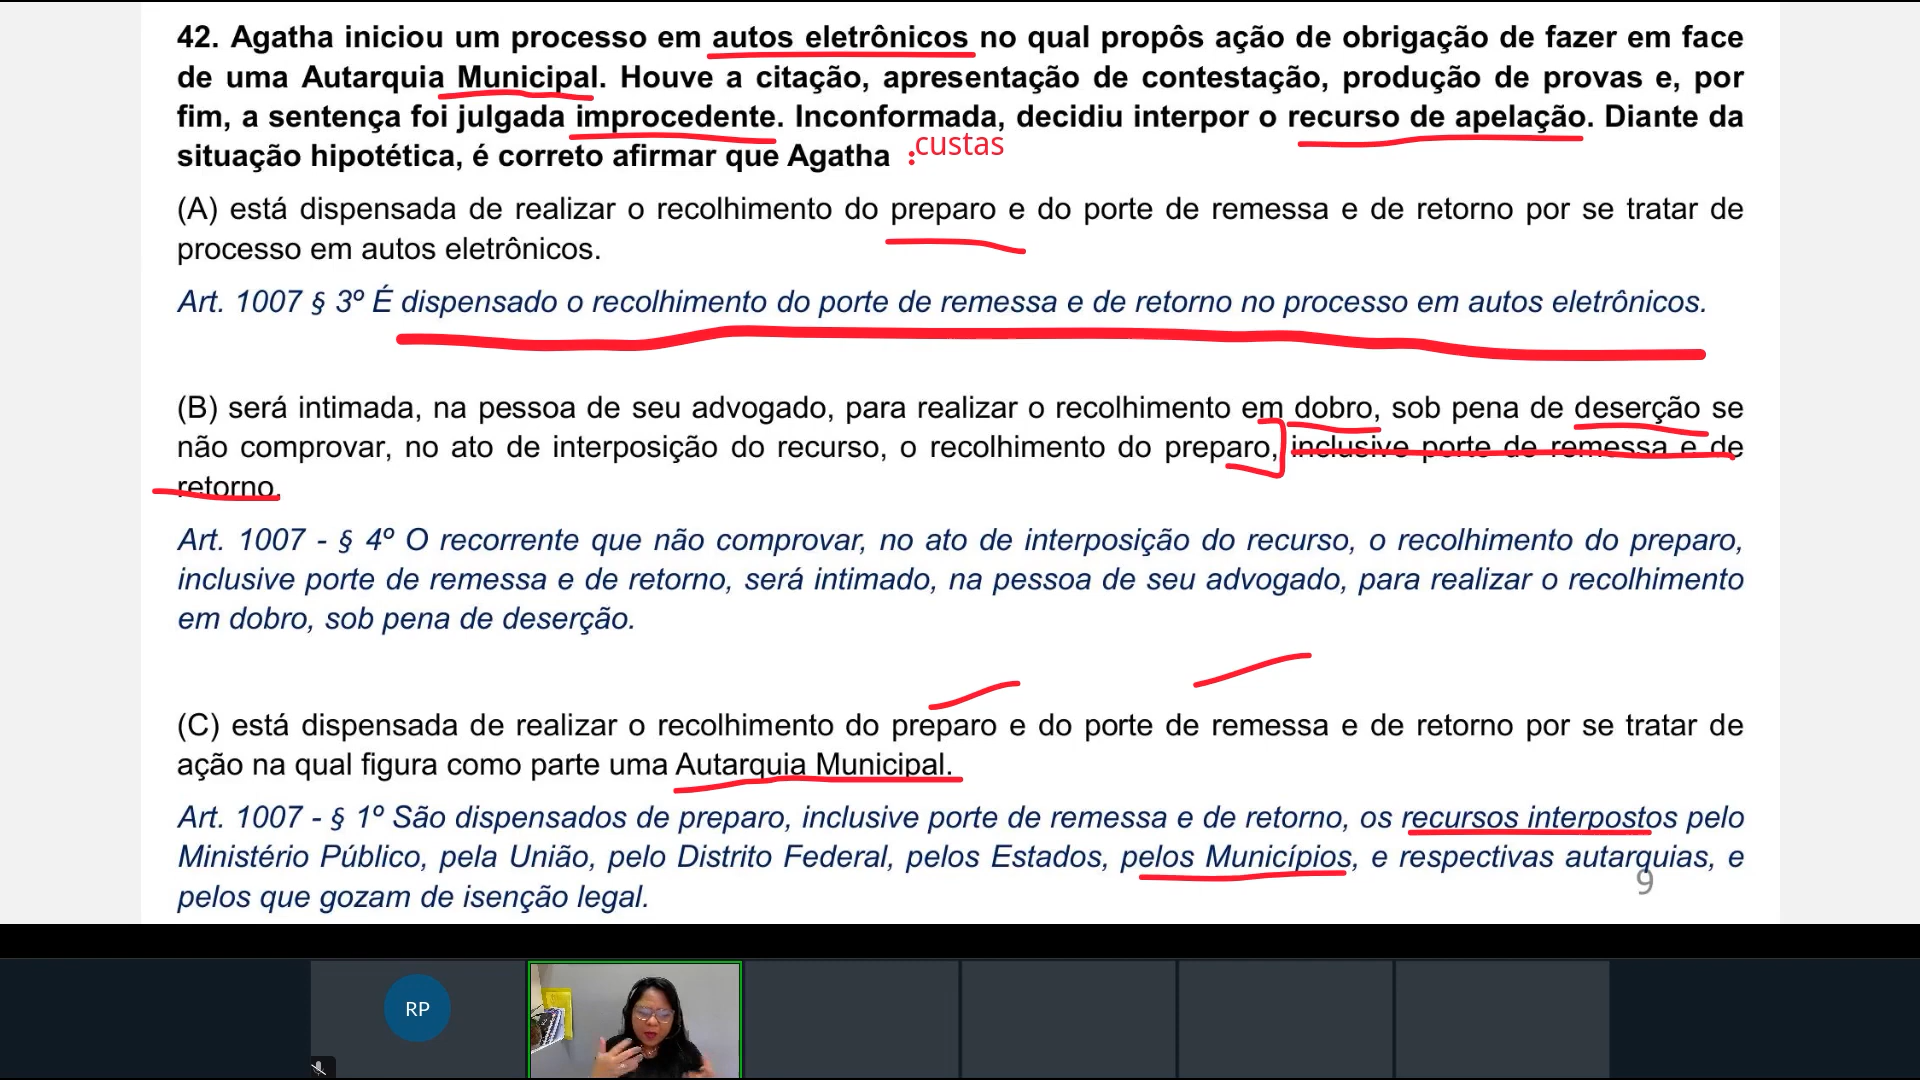 42. Agatha iniciou um processo em autos eletrônicos no qual propôs ação de obrigação de fazer em face
de uma Autarquia Municipal. Houve a citação, apresentação de contestação, produção de provas e, por
fim, a sentença foi julgada improcedente. Inconformada, decidiu interpor o recurso de apelação. Diante da
situação hipotética, é correto afirmar que Agatha :
custas
(A) está dispensada de realizar o recolhimento do preparo e do porte de remessa e de retorno por se tratar de
processo em autos eletrônicos.
Art. 1007 § 3º É dispensado o recolhimento do porte de remessa e de retorno no processo em autos eletrônicos.
(B) será intimada, na pessoa de seu advogado, para realizar o recolhimento em dobro, sob pena de deserção se
não comprovar, no ato de interposição do recurso, o recolhimento do preparo, inclusive porte de remessa e de
retorno.
Art. 1007 - § 4º O recorrente que não comprovar, no ato de interposição do recurso, o recolhimento do preparo,
inclusive porte de remessa e de retorno, será intimado, na pessoa de seu advogado, para realizar o recolhimento
em dobro, sob pena de deserção.
(C) está dispensada de realizar o recolhimento do preparo e do porte de remessa e de retorno por se tratar de
ação na qual figura como parte uma Autarquia Municipal.
Art. 1007 - § 1º São dispensados de preparo, inclusive porte de remessa e de retorno, os recursos interpostos pelo
Ministério Público, pela União, pelo Distrito Federal, pelos Estados, pelos Municípios, e respectivas autarquias, e
pelos que gozam de isenção legal.
9
RP